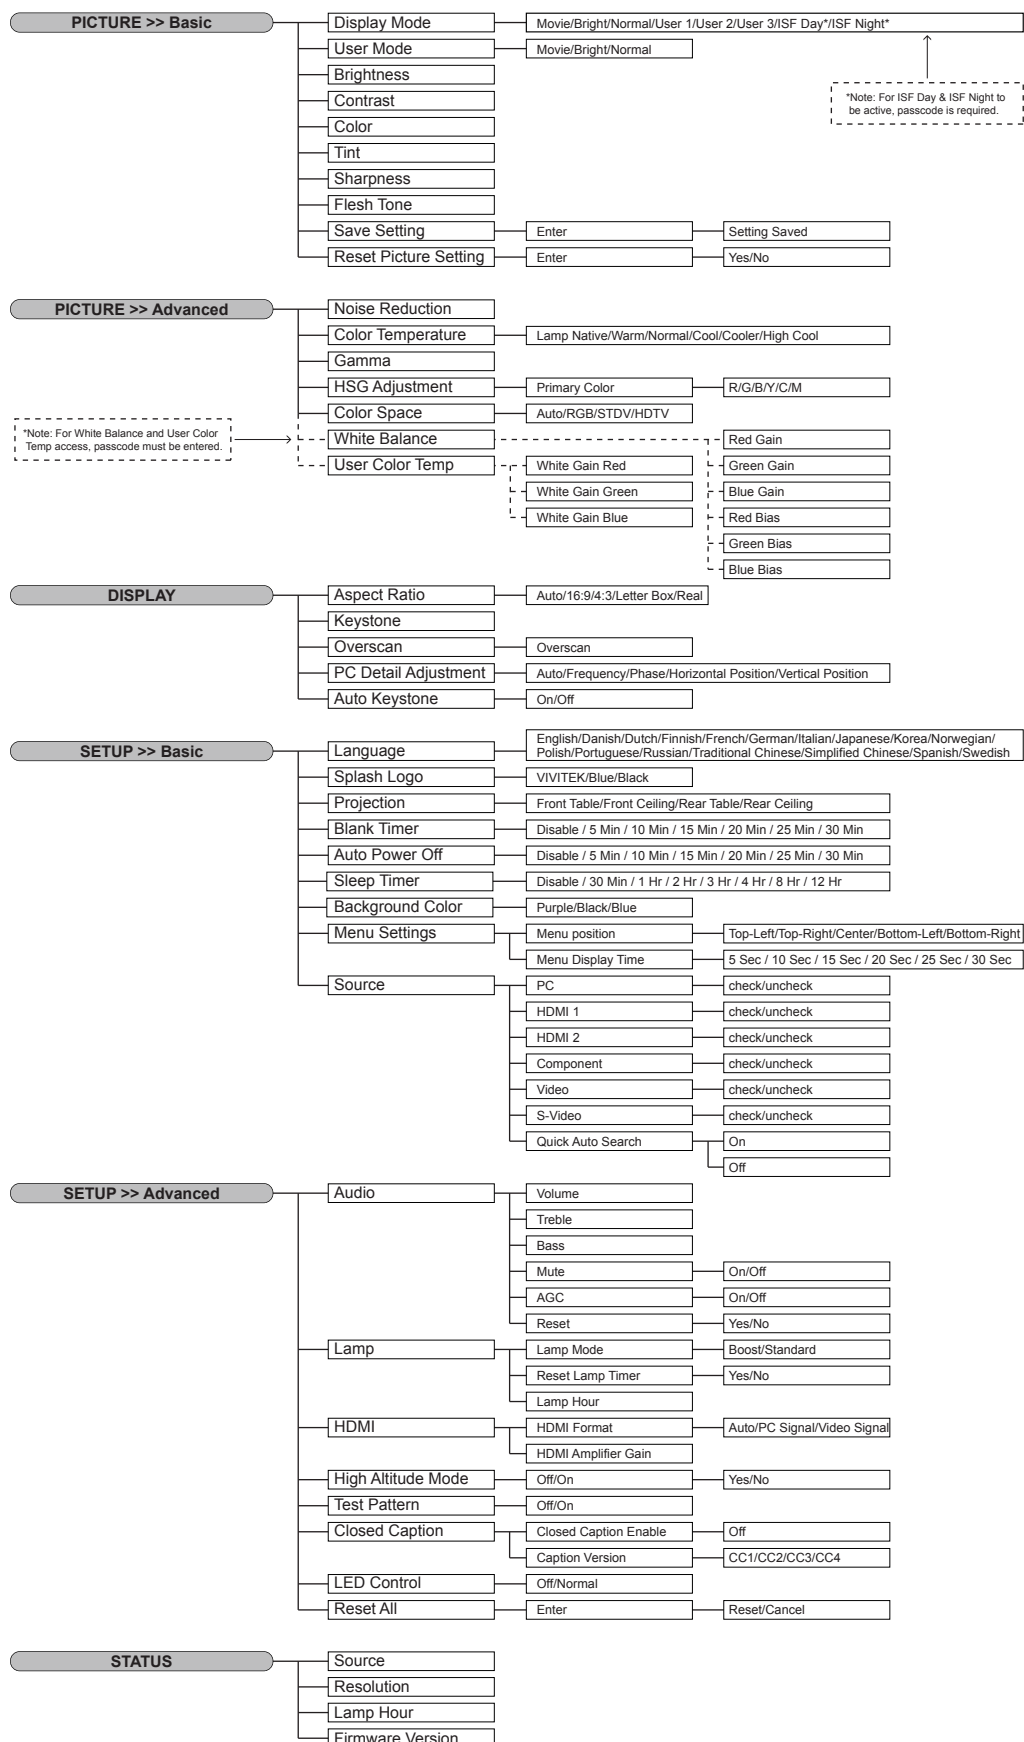 PICTURE >> Basic
Display Mode
Movie/Bright/Normal/User 1/User 2/User 3/ISF Day*/ISF Night*
User Mode
Movie/Bright/Normal
*Note: For ISF Day & ISF Night to
be active, passcode is required.
Brightness
Contrast
Color
Tint
Sharpness
Flesh Tone
Save Setting
Enter
Setting Saved
Reset Picture Setting
Enter
Yes/No
PICTURE >> Advanced
Noise Reduction
Color Temperature
Lamp Native/Warm/Normal/Cool/Cooler/High Cool
Gamma
HSG Adjustment
Primary Color
R/G/B/Y/C/M
Color Space
Auto/RGB/STDV/HDTV
*Note: For White Balance and User Color
Temp access, passcode must be entered.
White Balance
Red Gain
Green Gain
Blue Gain
Red Bias
Green Bias
Blue Bias
User Color Temp
White Gain Red
White Gain Green
White Gain Blue
DISPLAY
Aspect Ratio
Auto/16:9/4:3/Letter Box/Real
Keystone
Overscan
Overscan
PC Detail Adjustment
Auto/Frequency/Phase/Horizontal Position/Vertical Position
Auto Keystone
On/Off
SETUP >> Basic
Language
English/Danish/Dutch/Finnish/French/German/Italian/Japanese/Korea/Norwegian/
Polish/Portuguese/Russian/Traditional Chinese/Simplified Chinese/Spanish/Swedish
Splash Logo
VIVITEK/Blue/Black
Projection
Front Table/Front Ceiling/Rear Table/Rear Ceiling
Blank Timer
Disable / 5 Min / 10 Min / 15 Min / 20 Min / 25 Min / 30 Min
Auto Power Off
Disable / 5 Min / 10 Min / 15 Min / 20 Min / 25 Min / 30 Min
Sleep Timer
Disable / 30 Min / 1 Hr / 2 Hr / 3 Hr / 4 Hr / 8 Hr / 12 Hr
Background Color
Purple/Black/Blue
Menu Settings
Menu position
Top-Left/Top-Right/Center/Bottom-Left/Bottom-Right
Menu Display Time
5 Sec / 10 Sec / 15 Sec / 20 Sec / 25 Sec / 30 Sec
Source
PC
check/uncheck
HDMI 1
check/uncheck
HDMI 2
check/uncheck
Component
check/uncheck
Video
check/uncheck
S-Video
check/uncheck
Quick Auto Search
On
Off
SETUP >> Advanced
Audio
Volume
Treble
Bass
Mute
On/Off
AGC
On/Off
Reset
Yes/No
Lamp
Lamp Mode
Boost/Standard
Reset Lamp Timer
Yes/No
Lamp Hour
HDMI
HDMI Format
Auto/PC Signal/Video Signal
HDMI Amplifier Gain
High Altitude Mode
Off/On
Yes/No
Test Pattern
Off/On
Closed Caption
Closed Caption Enable
Off
Caption Version
CC1/CC2/CC3/CC4
LED Control
Off/Normal
Reset All
Enter
Reset/Cancel
STATUS
Source
Resolution
Lamp Hour
Firmware Version